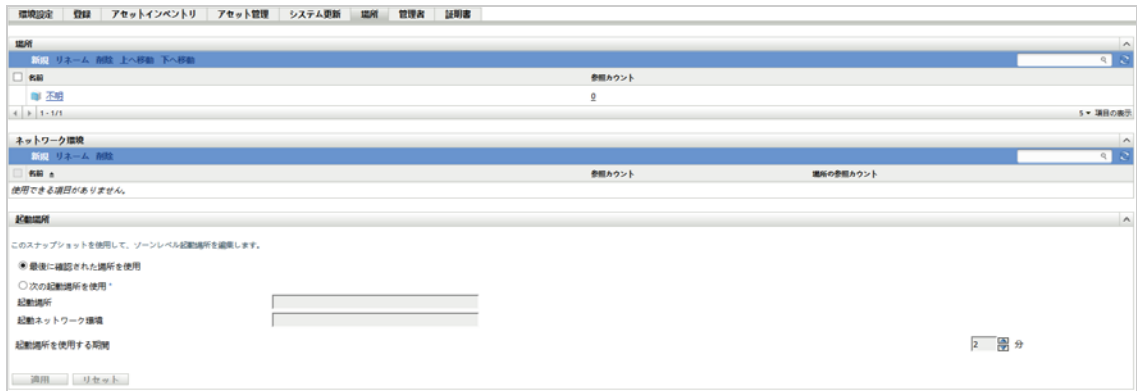 環境設定 登録 アセットインベントリ アセット管理 システム更新 場所 管理者 証明書
場所
新規 リネーム 削除 上へ移動 下へ移動
名前 参照カウント
不明 0
1 - 1/1 5 項目の表示
ネットワーク環境
新規 リネーム 削除
名前 参照カウント 場所の参照カウント
使用できる項目がありません。
起動場所
このスナップショットを使用して、ゾーンレベル起動場所を編集します。
最後に確認された場所を使用
次の起動場所を使用 *
起動場所
起動ネットワーク環境
起動場所を使用する期間 2 分
適用 リセット